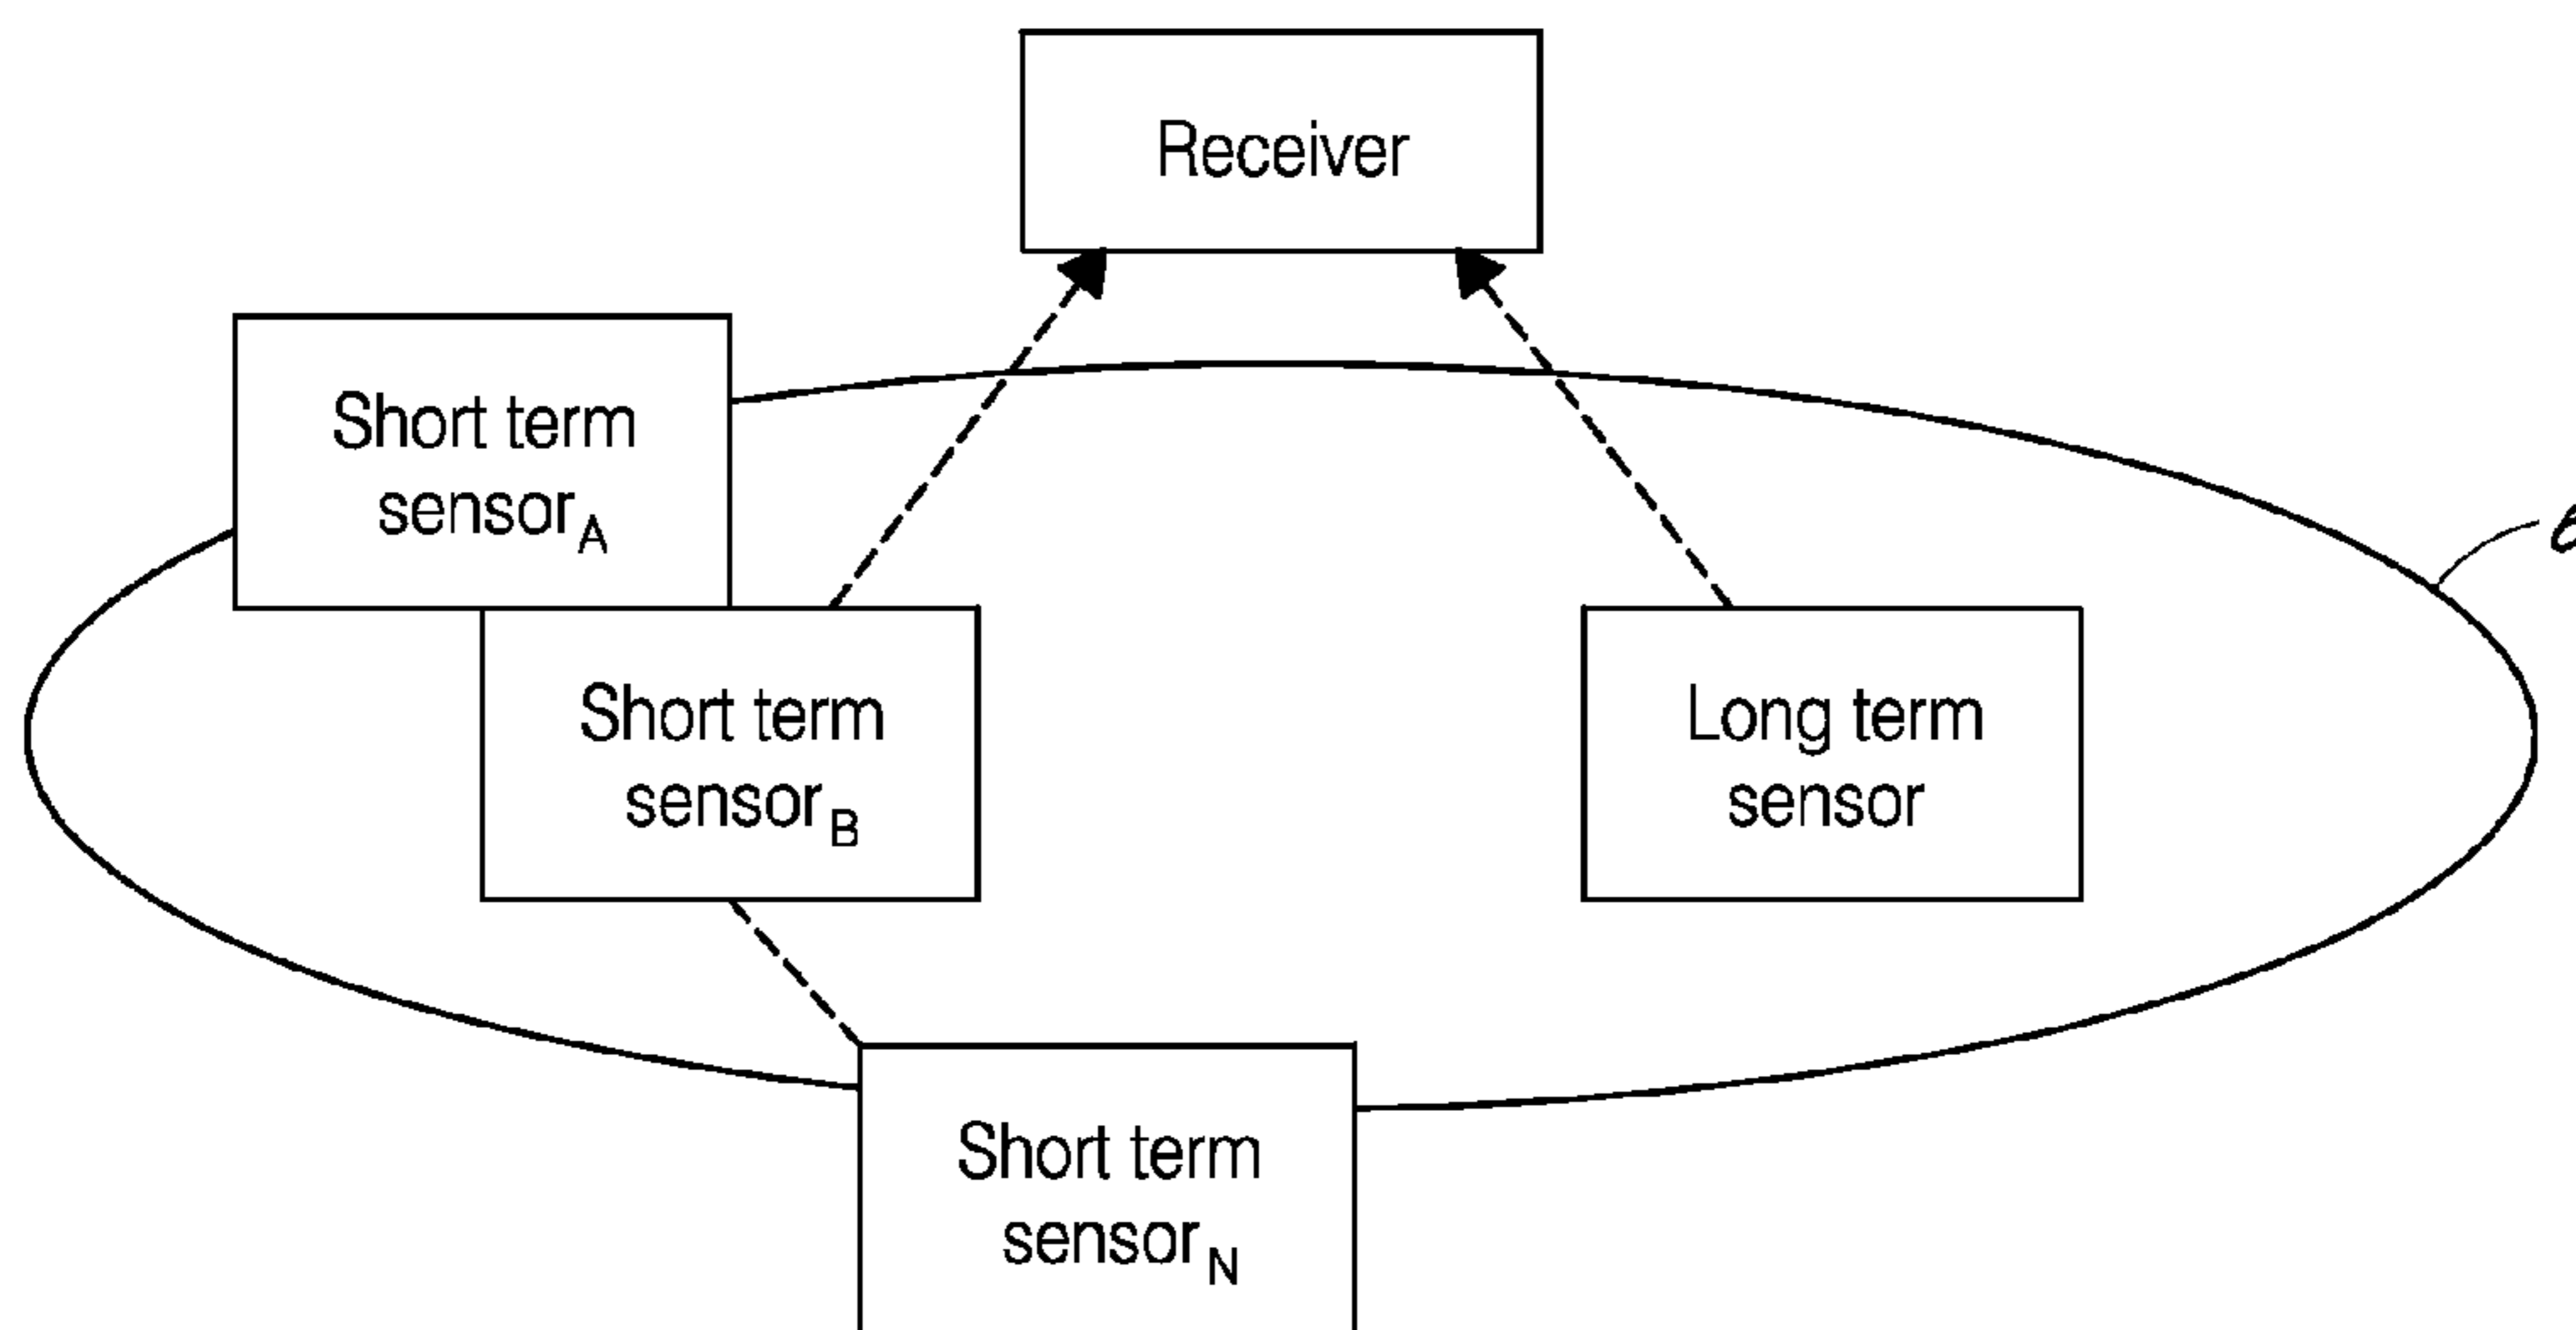 Receiver
Short term
sensorA
Short term
sensorB
Long term
sensor
Short term
sensorN